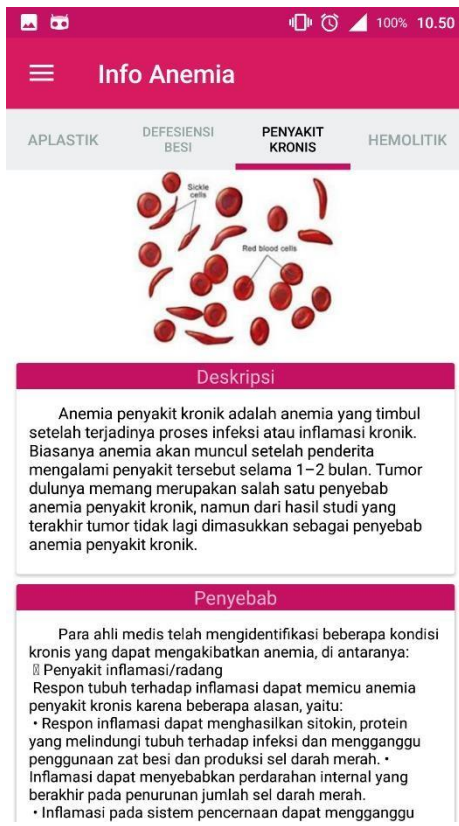 100% 10.50
Info Anemia
APLASTIK
DEFESIENSI
BESI
PENYAKIT
KRONIS
HEMOLITIK
Sickle
cells
Red blood cells
Deskripsi
Anemia penyakit kronik adalah anemia yang timbul
setelah terjadinya proses infeksi atau inflamasi kronik.
Biasanya anemia akan muncul setelah penderita
mengalami penyakit tersebut selama 1–2 bulan. Tumor
dulunya memang merupakan salah satu penyebab
anemia penyakit kronik, namun dari hasil studi yang
terakhir tumor tidak lagi dimasukkan sebagai penyebab
anemia penyakit kronik.
Penyebab
Para ahli medis telah mengidentifikasi beberapa kondisi
kronis yang dapat mengakibatkan anemia, di antaranya:
Penyakit inflamasi/radang
Respon tubuh terhadap inflamasi dapat memicu anemia
penyakit kronis karena beberapa alasan, yaitu:
• Respon inflamasi dapat menghasilkan sitokin, protein
yang melindungi tubuh terhadap infeksi dan mengganggu
penggunaan zat besi dan produksi sel darah merah. •
Inflamasi dapat menyebabkan perdarahan internal yang
berakhir pada penurunan jumlah sel darah merah.
• Inflamasi pada sistem pencernaan dapat mengganggu